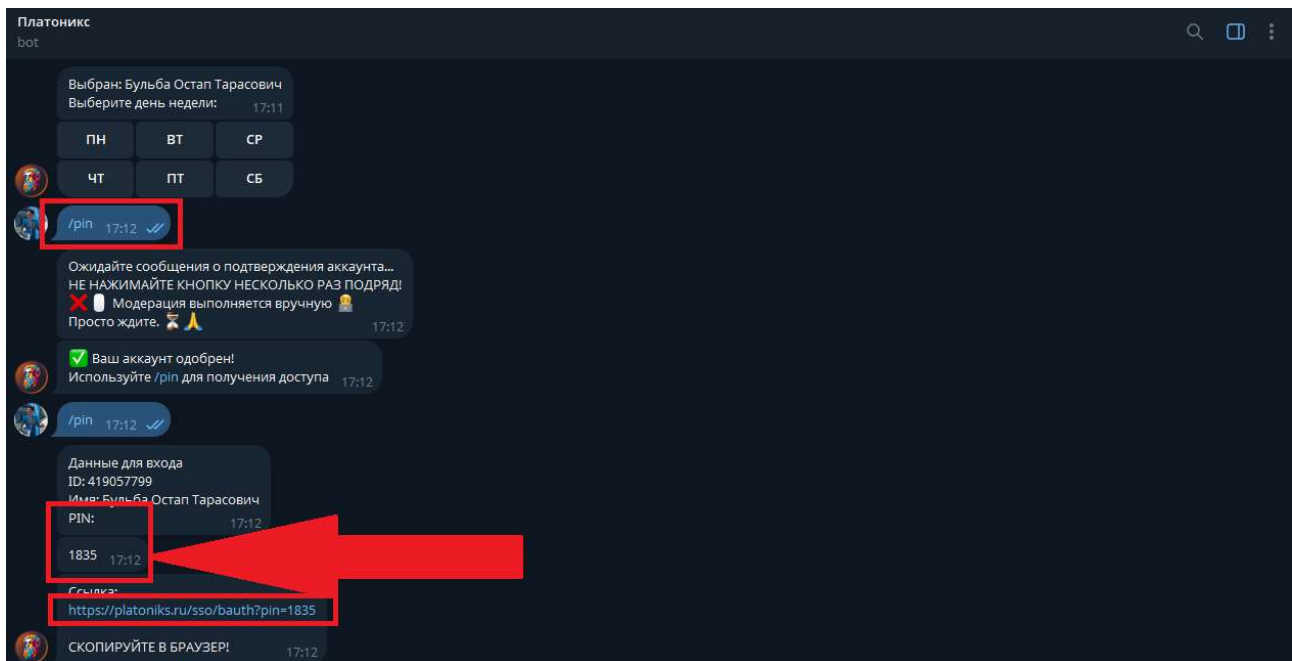 Платоникс
bot
Выбран: Бульба Остап Тарасович
Выберите день недели: 17:11
ПН ВТ СР
ЧТ ПТ СБ
/pin 17:12
Ожидайте сообщения о подтверждения аккаунта...
НЕ НАЖИМАЙТЕ КНОПКУ НЕСКОЛЬКО РАЗ ПОДРЯД!
Модерация выполняется вручную
Просто ждите. 17:12
Ваш аккаунт одобрен!
Используйте /pin для получения доступа 17:12
/pin 17:12
Данные для входа
ID: 419057799
Имя: Бульба Остап Тарасович
PIN: 17:12
1835 17:12
Ссылка:
https://platoniks.ru/sso/bauth?pin=1835
СКОПИРУЙТЕ В БРАУЗЕР! 17:12